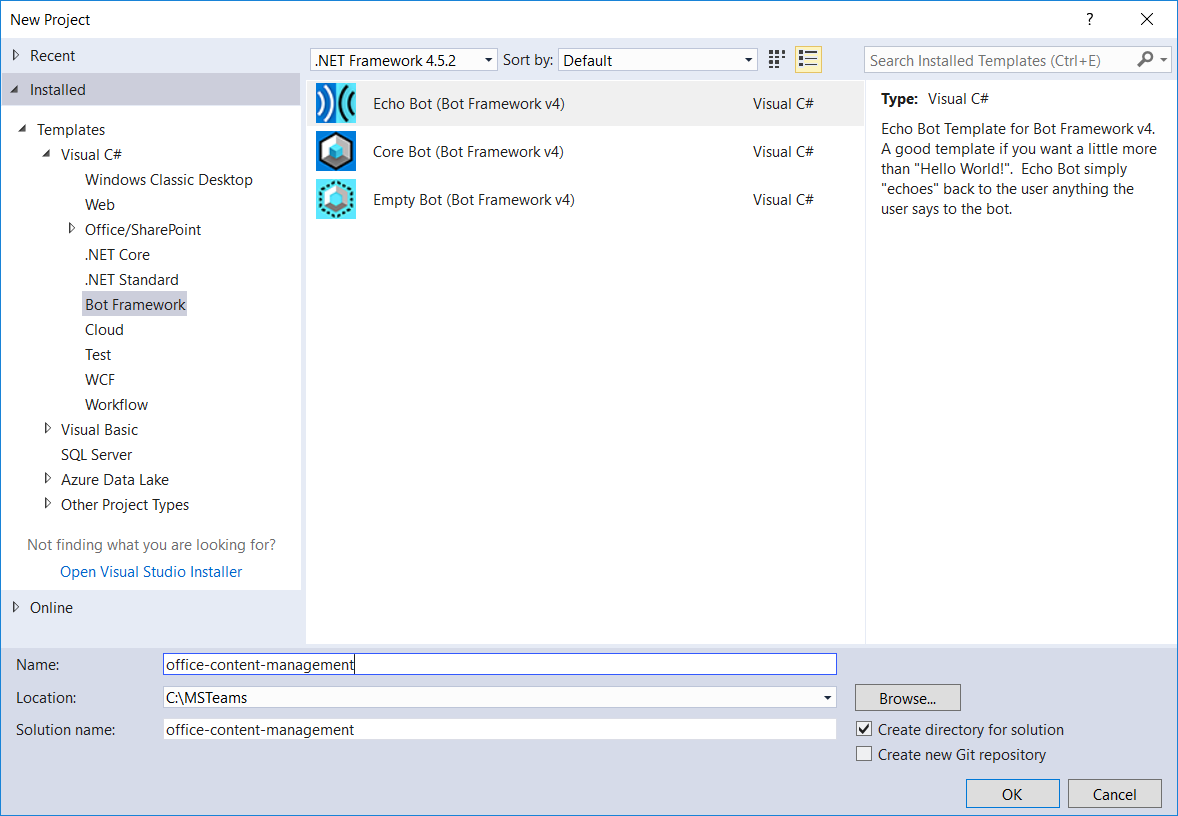 New Project
?
Recent
Installed
Templates
Visual C#
Windows Classic Desktop
Web
Office/SharePoint
.NET Core
.NET Standard
Bot Framework
Cloud
Test
WCF
Workflow
Visual Basic
SQL Server
Azure Data Lake
Other Project Types
Not finding what you are looking for?
Open Visual Studio Installer
Online
.NET Framework 4.5.2
Sort by: Default
Echo Bot (Bot Framework v4) Visual C#
Core Bot (Bot Framework v4) Visual C#
Empty Bot (Bot Framework v4) Visual C#
Search Installed Templates (Ctrl+E)
Type: Visual C#
Echo Bot Template for Bot Framework v4.
A good template if you want a little more
than "Hello World!". Echo Bot simply
"echoes" back to the user anything the
user says to the bot.
Name: office-content-management
Location: C:\MSTeams
Browse...
Solution name: office-content-management
Create directory for solution
Create new Git repository
OK
Cancel